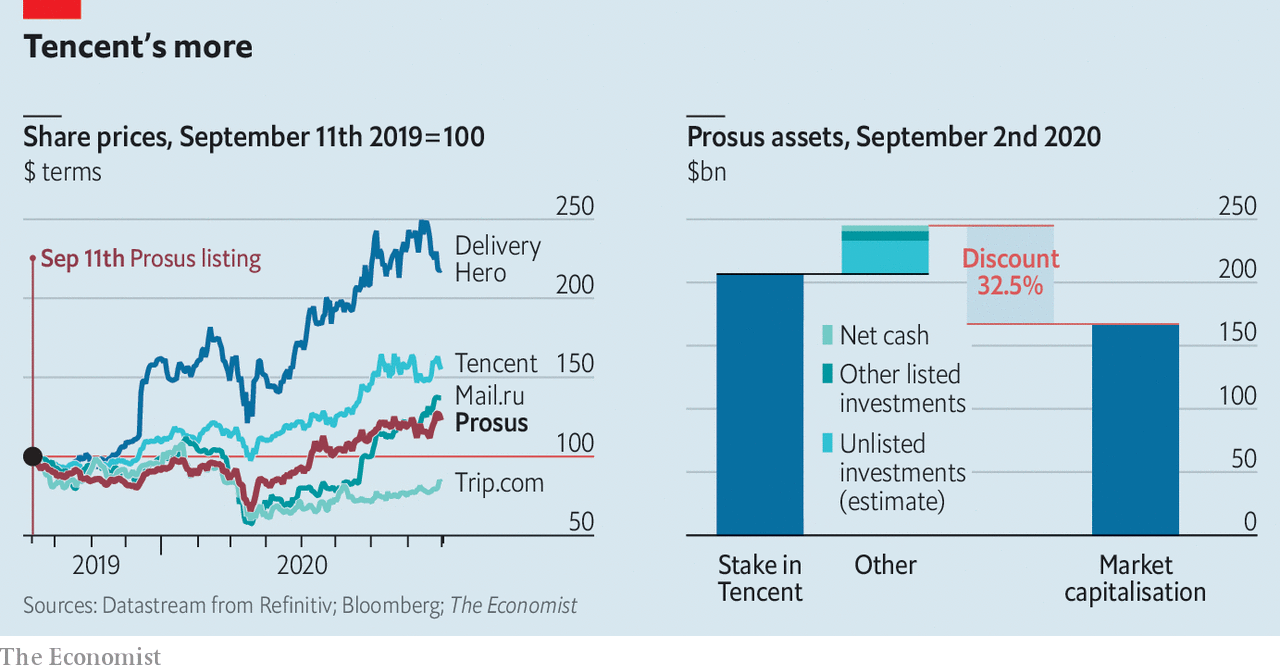 Tencent's more
Share prices, September 11th 2019=100
$ terms
250
200
150
100
50
Sep 11th Prosus listing
Delivery
Hero
Tencent
Mail.ru
Prosus
Trip.com
2019
2020
Prosus assets, September 2nd 2020
$bn
250
200
150
100
50
0
Discount
32.5%
Net cash
Other listed
investments
Unlisted
investments
(estimate)
Stake in
Tencent
Other
Market
capitalisation
Sources: Datastream from Refinitiv; Bloomberg; The Economist
The Economist